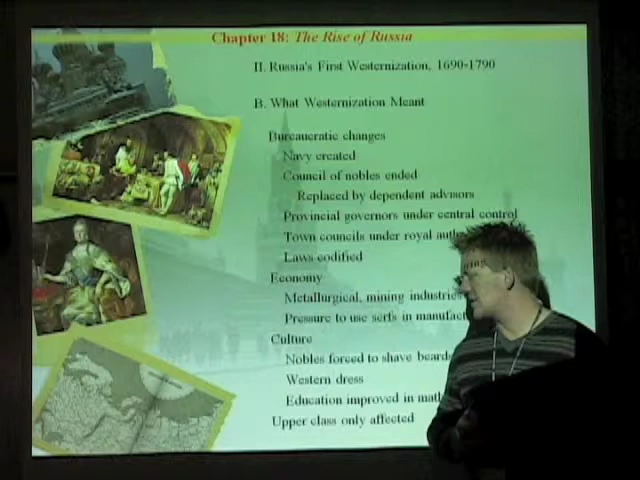 Chapter 18: The Rise of Russia
II. Russia's First Westernization, 1690-1790
B. What Westernization Meant
Bureaucratic changes
Navy created
Council of nobles ended
Replaced by dependent advisors
Provincial governors under central control
Town councils under royal
Laws codified
Economy
Metallurgical, mining industries
Pressure to use serfs in
Culture
Nobles forced to shave
Western dress
Education improved in
Upper class only affected